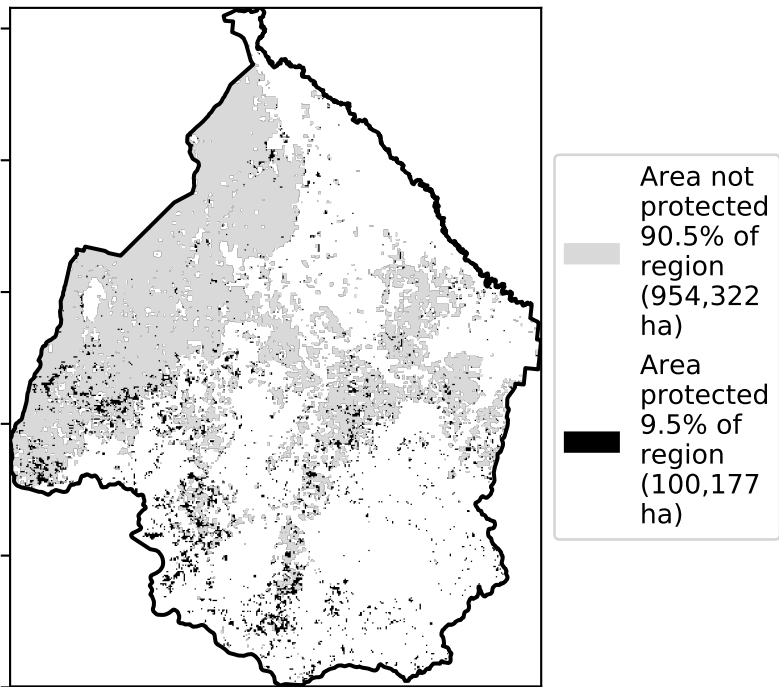 Area not
protected
90.5% of
region
(954,322
ha)
Area
protected
9.5% of
region
(100,177
ha)